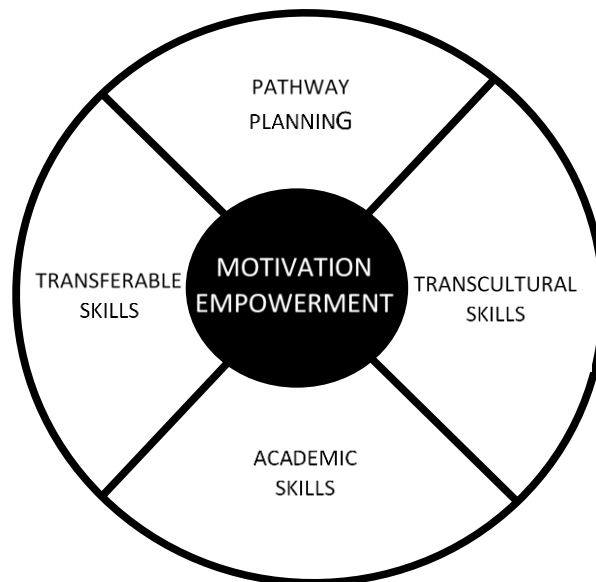 PATHWAY
PLANNING
TRANSFERABLE
SKILLS
MOTIVATION
EMPOWERMENT
TRANSCULTURAL
SKILLS
ACADEMIC
SKILLS